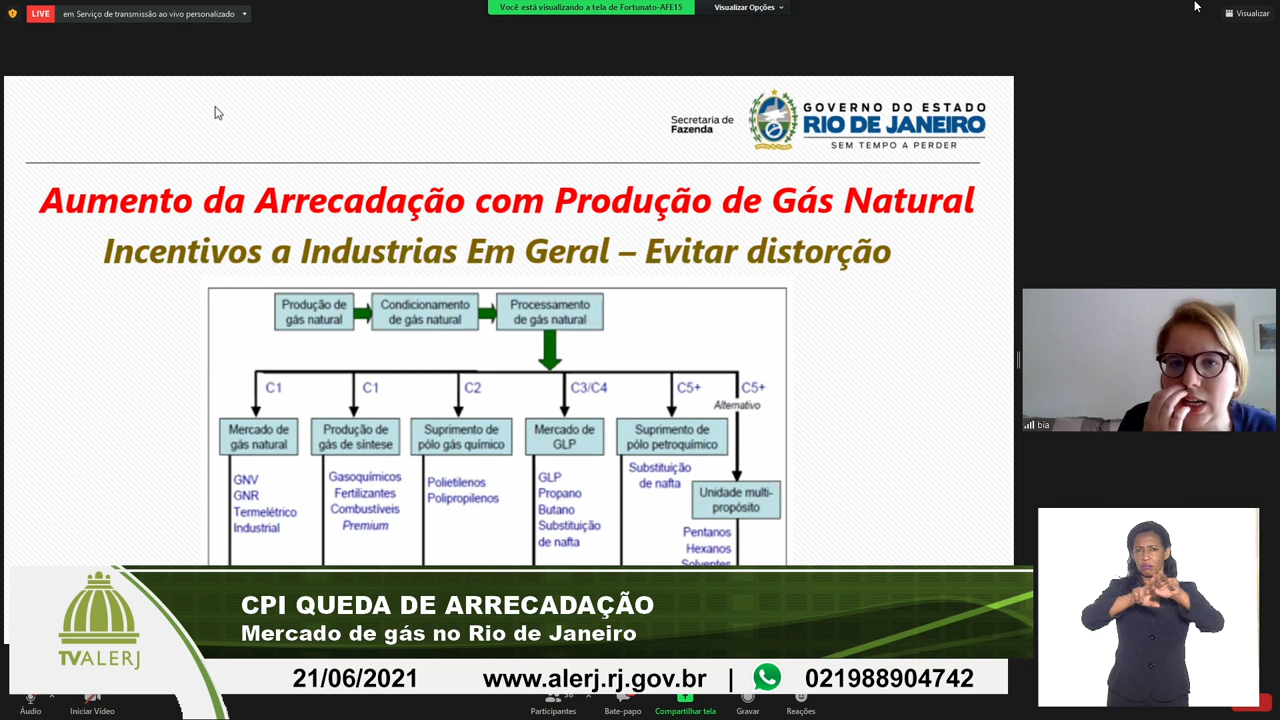 LIVE
em Serviço de transmissão ao vivo personalizado
Você está visualizando a tela de Fortunato-AFE15
Visualizar Opções
Visualizar
Secretaria de
Fazenda
GOVERNO DO ESTADO
RIO DE JANEIRO
SEM TEMPO A PERDER
Aumento da Arrecadação com Produção de Gás Natural
Incentivos a Industrias Em Geral – Evitar distorção
Produção de
gás natural
Condicionamento
de gás natural
Processamento
de gás natural
C1
C1
C2
C3/C4
C5+
C5+
Alternativo
Mercado de
gás natural
Produção de
gás de síntese
Suprimento de
pólo gás químico
Mercado de
GLP
Suprimento de
pólo petroquímico
GNV
GNR
Termelétrico
Industrial
Gasoquímicos
Fertilizantes
Combustíveis
Premium
Polietilenos
Polipropilenos
GLP
Propano
Butano
Substituição
de nafta
Substituição
de nafta
Unidade multi-
propósito
Pentanos
Hexanos
Solventes
bia
CPI QUEDA DE ARRECADAÇÃO
Mercado de gás no Rio de Janeiro
TVALERJ
21/06/2021
www.alerj.rj.gov.br | 021988904742
Áudio
Iniciar Vídeo
Participantes
Bate-papo
Compartilhar tela
Gravar
Reações